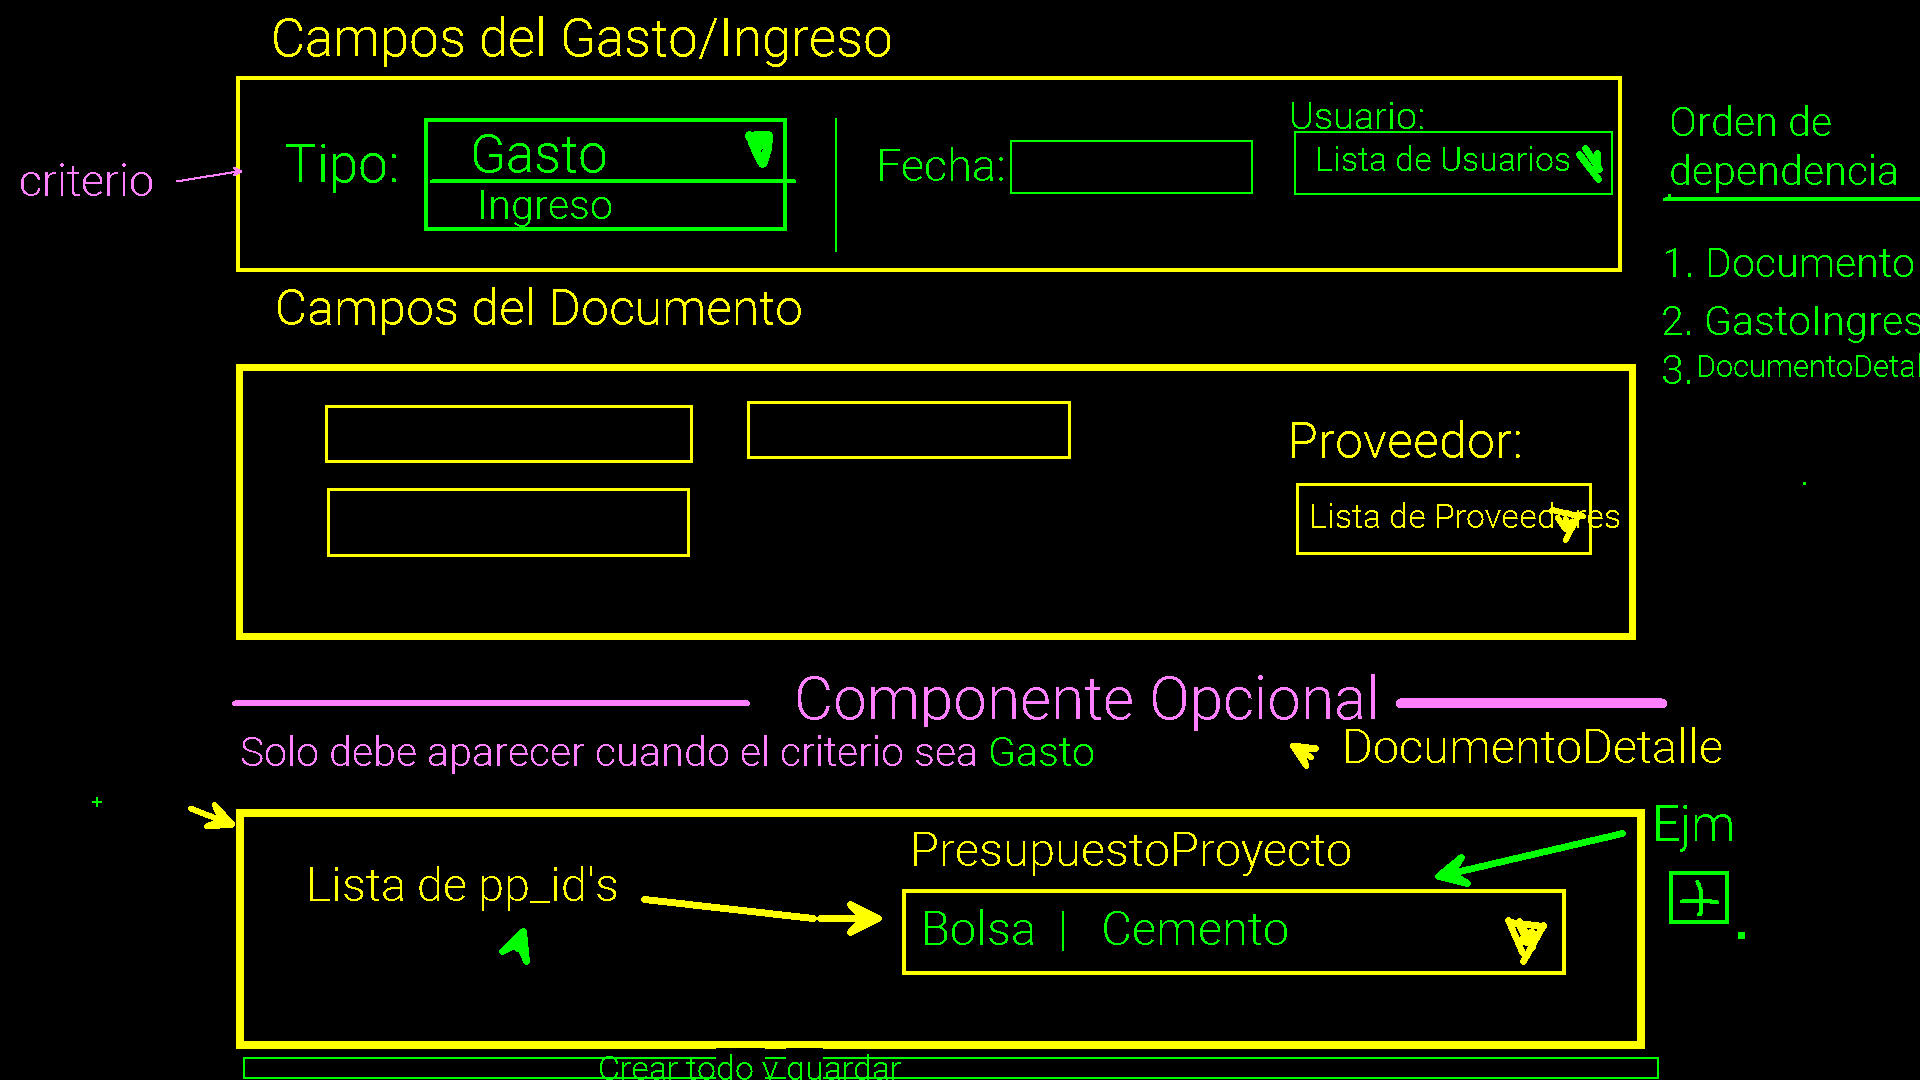 Campos del Gasto/Ingreso
criterio
Tipo:
Gasto
Ingreso
Fecha:
Usuario:
Lista de Usuarios
Orden de
dependencia
1. Documento
2. GastoIngres
3. DocumentoDetal
Campos del Documento
Proveedor:
Lista de Proveedores
Componente Opcional
Solo debe aparecer cuando el criterio sea Gasto
DocumentoDetalle
Ejm
Lista de pp_id's
PresupuestoProyecto
Bolsa | Cemento
Crear todo y guardar